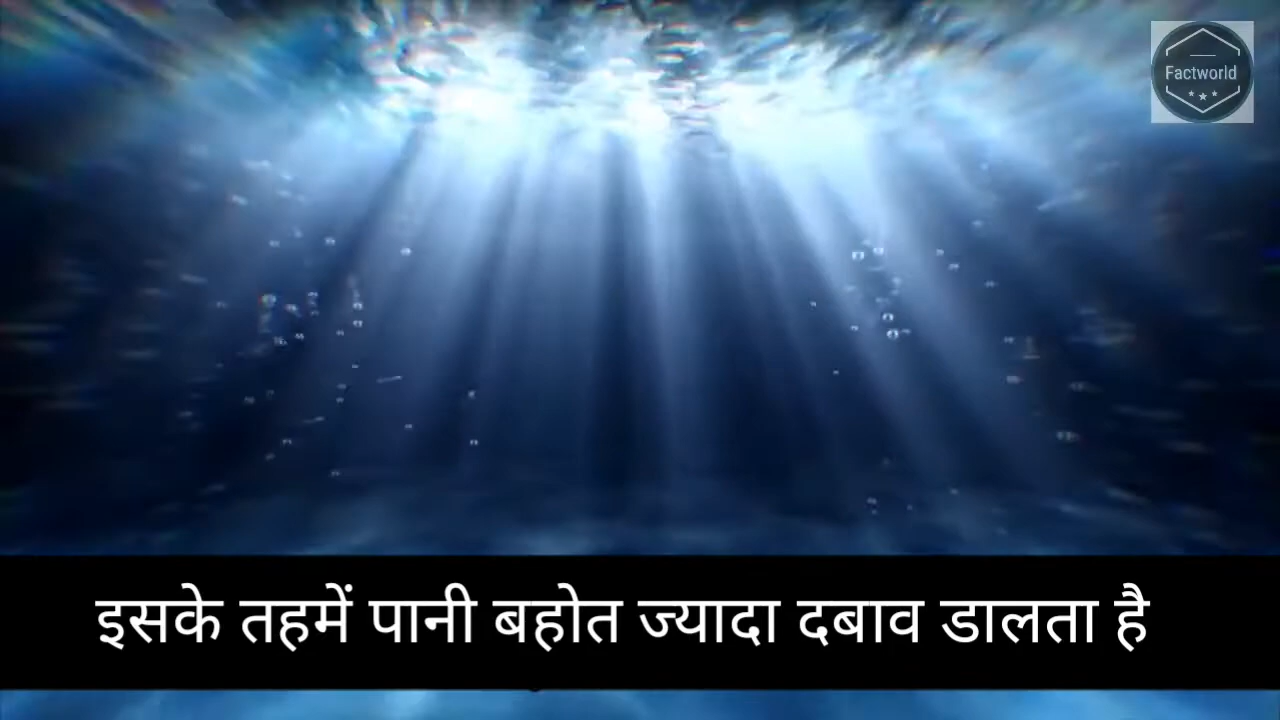 Factworld
इसके तहमें पानी बहोत ज्यादा दबाव डालता है